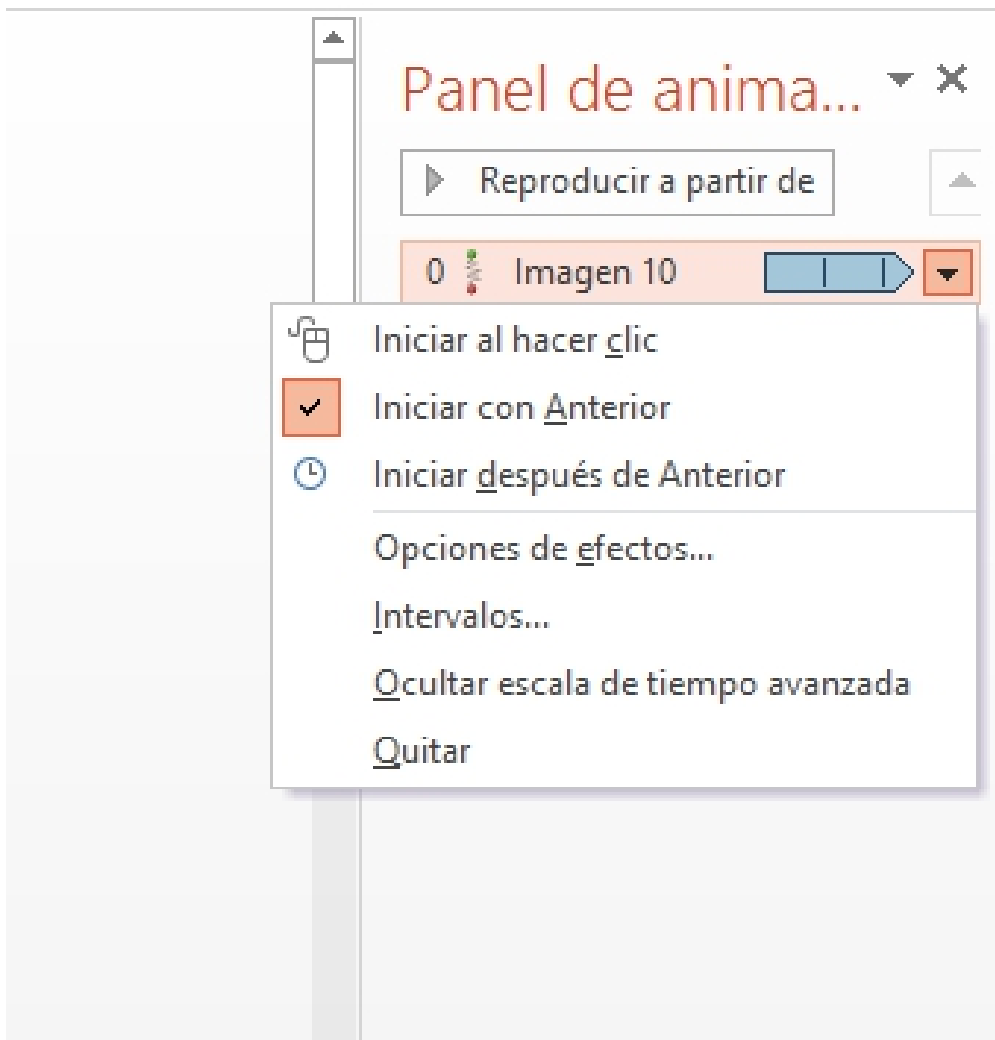 Panel de anima...
Reproducir a partir de
0 Imagen 10
Iniciar al hacer clic
Iniciar con Anterior
Iniciar después de Anterior
Opciones de efectos...
Intervalos...
Ocultar escala de tiempo avanzada
Quitar